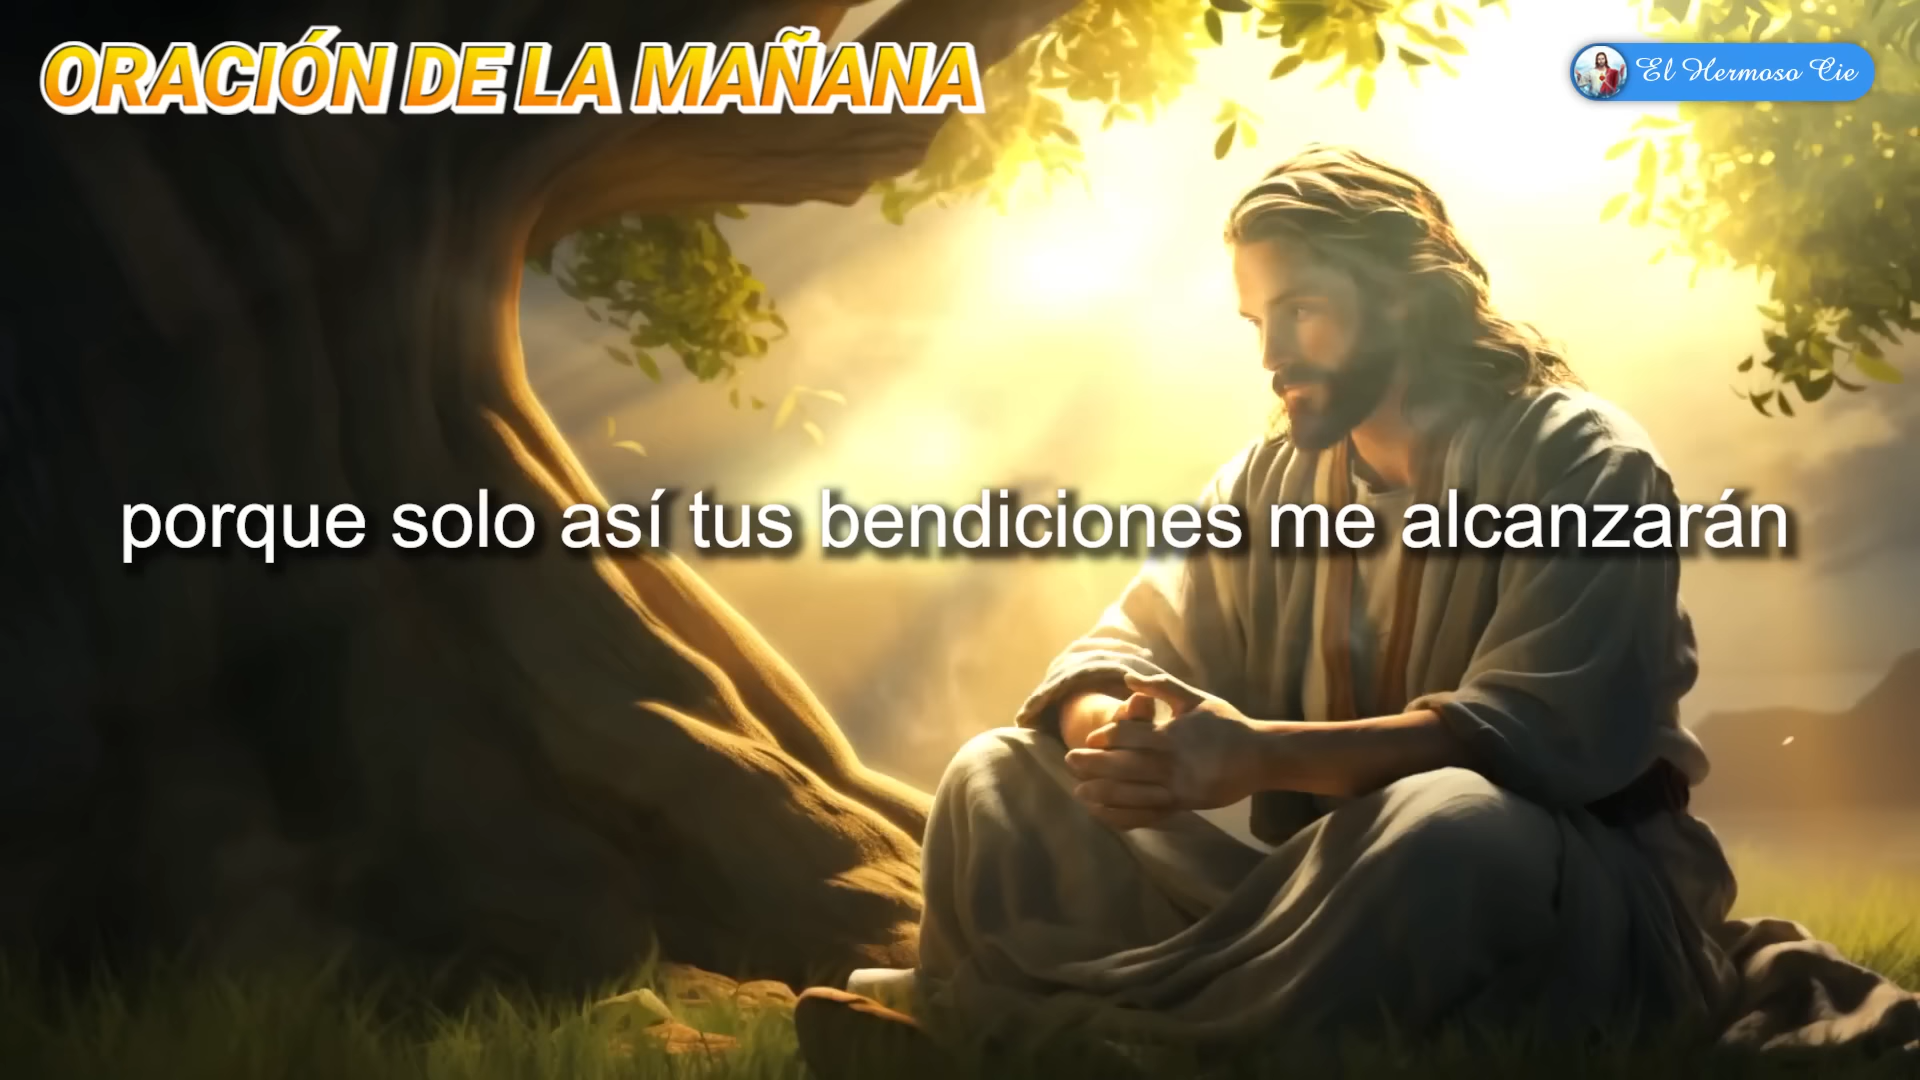 ORACIÓN DE LA MAÑANA
El Hermoso Cie
porque solo así tus bendiciones me alcanzarán